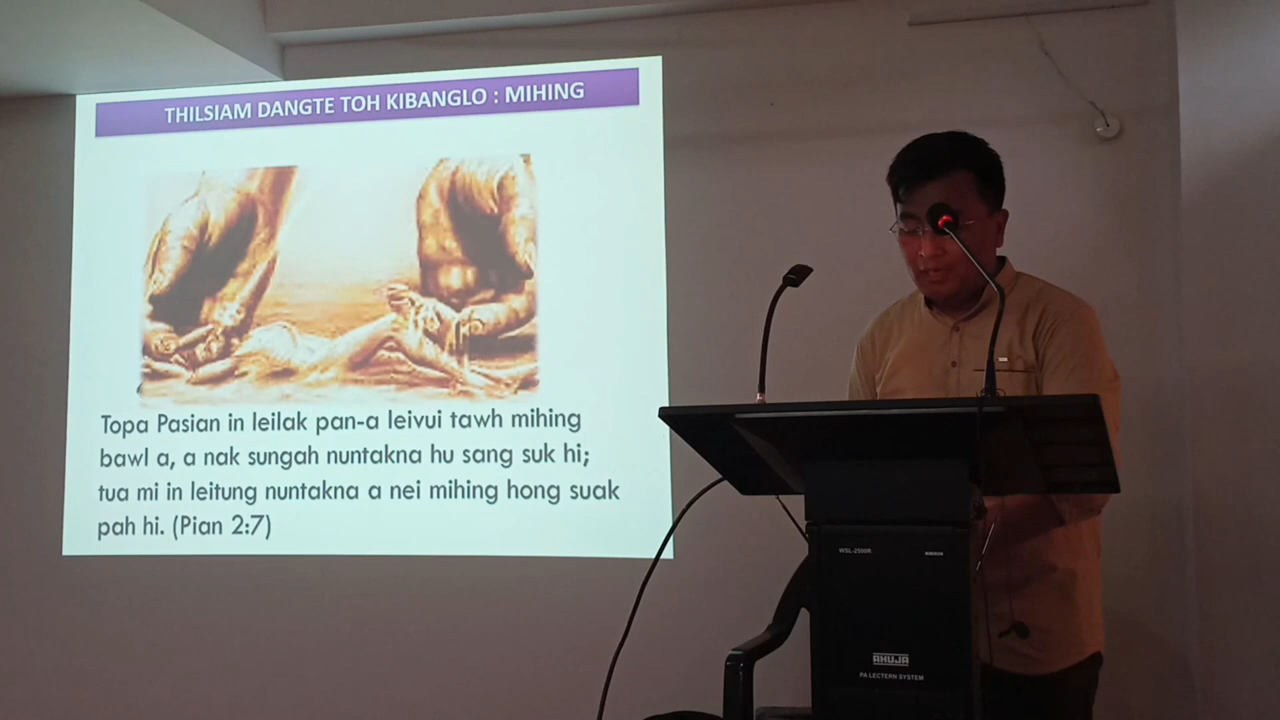 THILSIAM DANGTE TOH KIBANGLO : MIHING
Topa Pasian in leilak pan-a leivui tawh mihing
bawl a, a nak sungah nuntakna hu sang suk hi;
tua mi in leitung nuntakna a nei mihing hong suak
pah hi. (Pian 2:7)
WSL-2500R
AHUJA
PA LECTERN SYSTEM